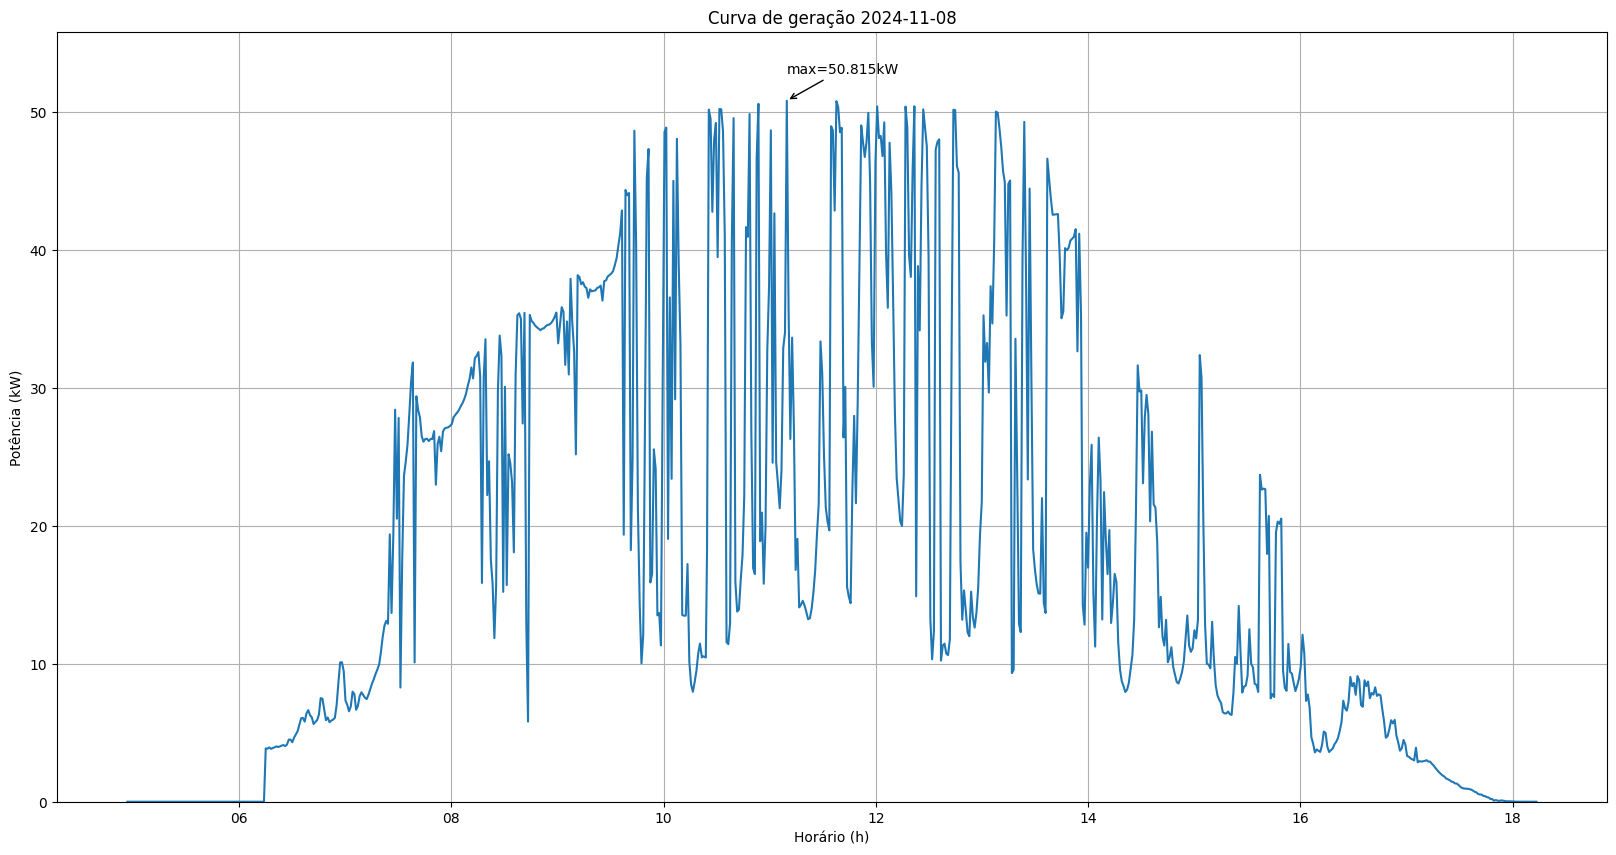 Curva de geração 2024-11-08
max=50.815kW
Potência (kW)
50
40
30
20
10
0
06 08 10 12 14 16 18
Horário (h)